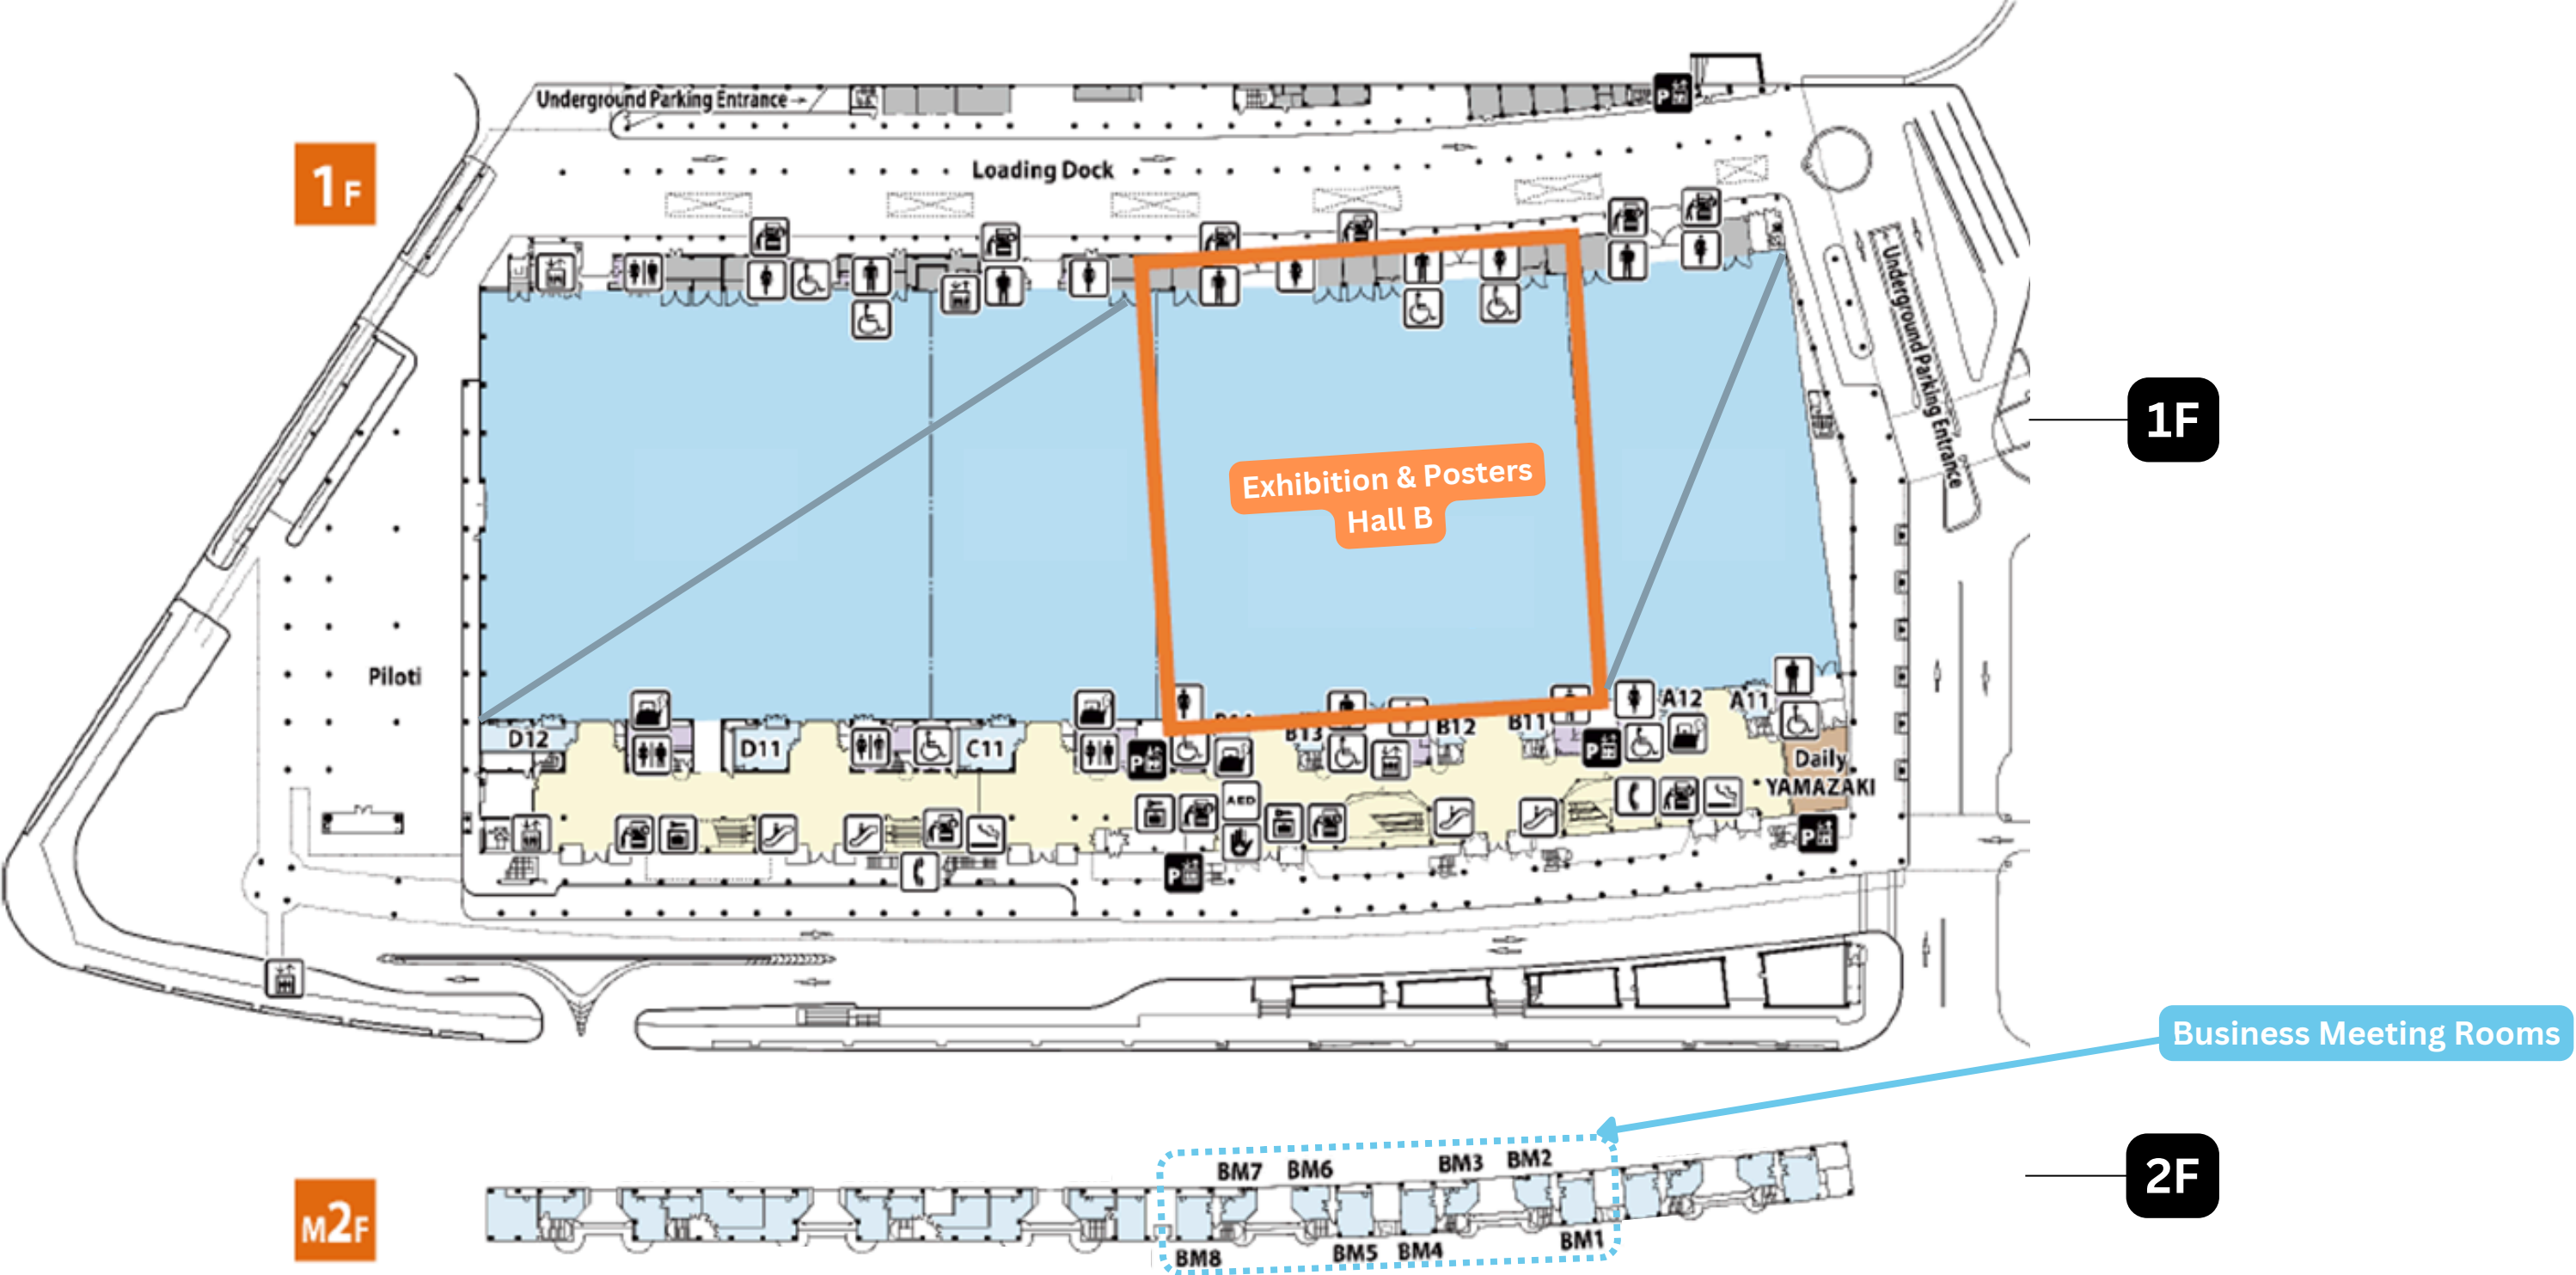 Underground Parking Entrance
P
1F
Loading Dock
Underground Parking Entrance
1F
Exhibition & Posters
Hall B
Piloti
D12
D11
C11
B13
B12
B11
A12
A11
P
P
Daily
YAMAZAKI
AED
P
P
Business Meeting Rooms
BM7
BM6
BM3
BM2
2F
M2F
BM8
BM5
BM4
BM1